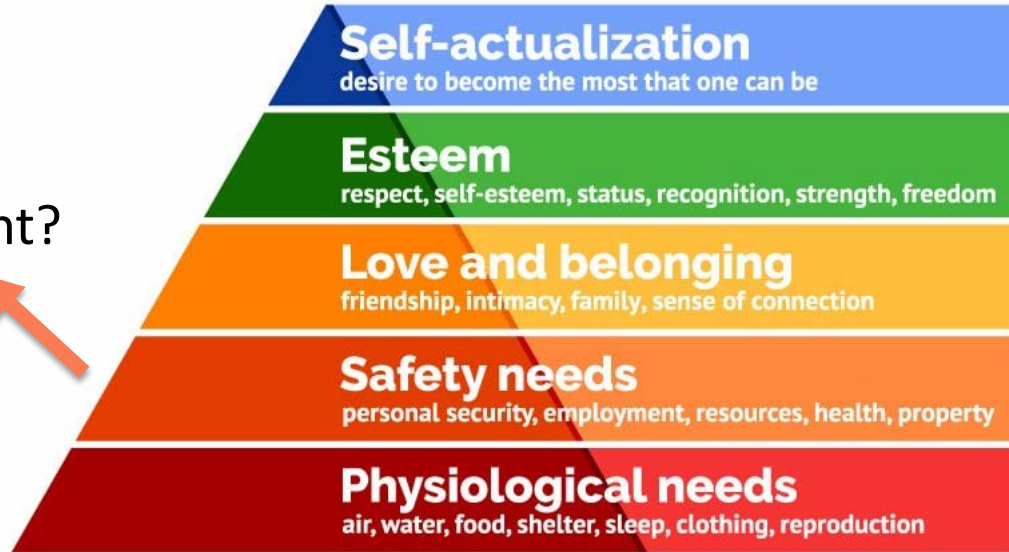 Self-actualization
desire to become the most that one can be
Esteem
respect, self-esteem, status, recognition, strength, freedom
nt?
Love and belonging
friendship, intimacy, family, sense of connection
Safety needs
personal security, employment, resources, health, property
Physiological needs
air, water, food, shelter, sleep, clothing, reproduction